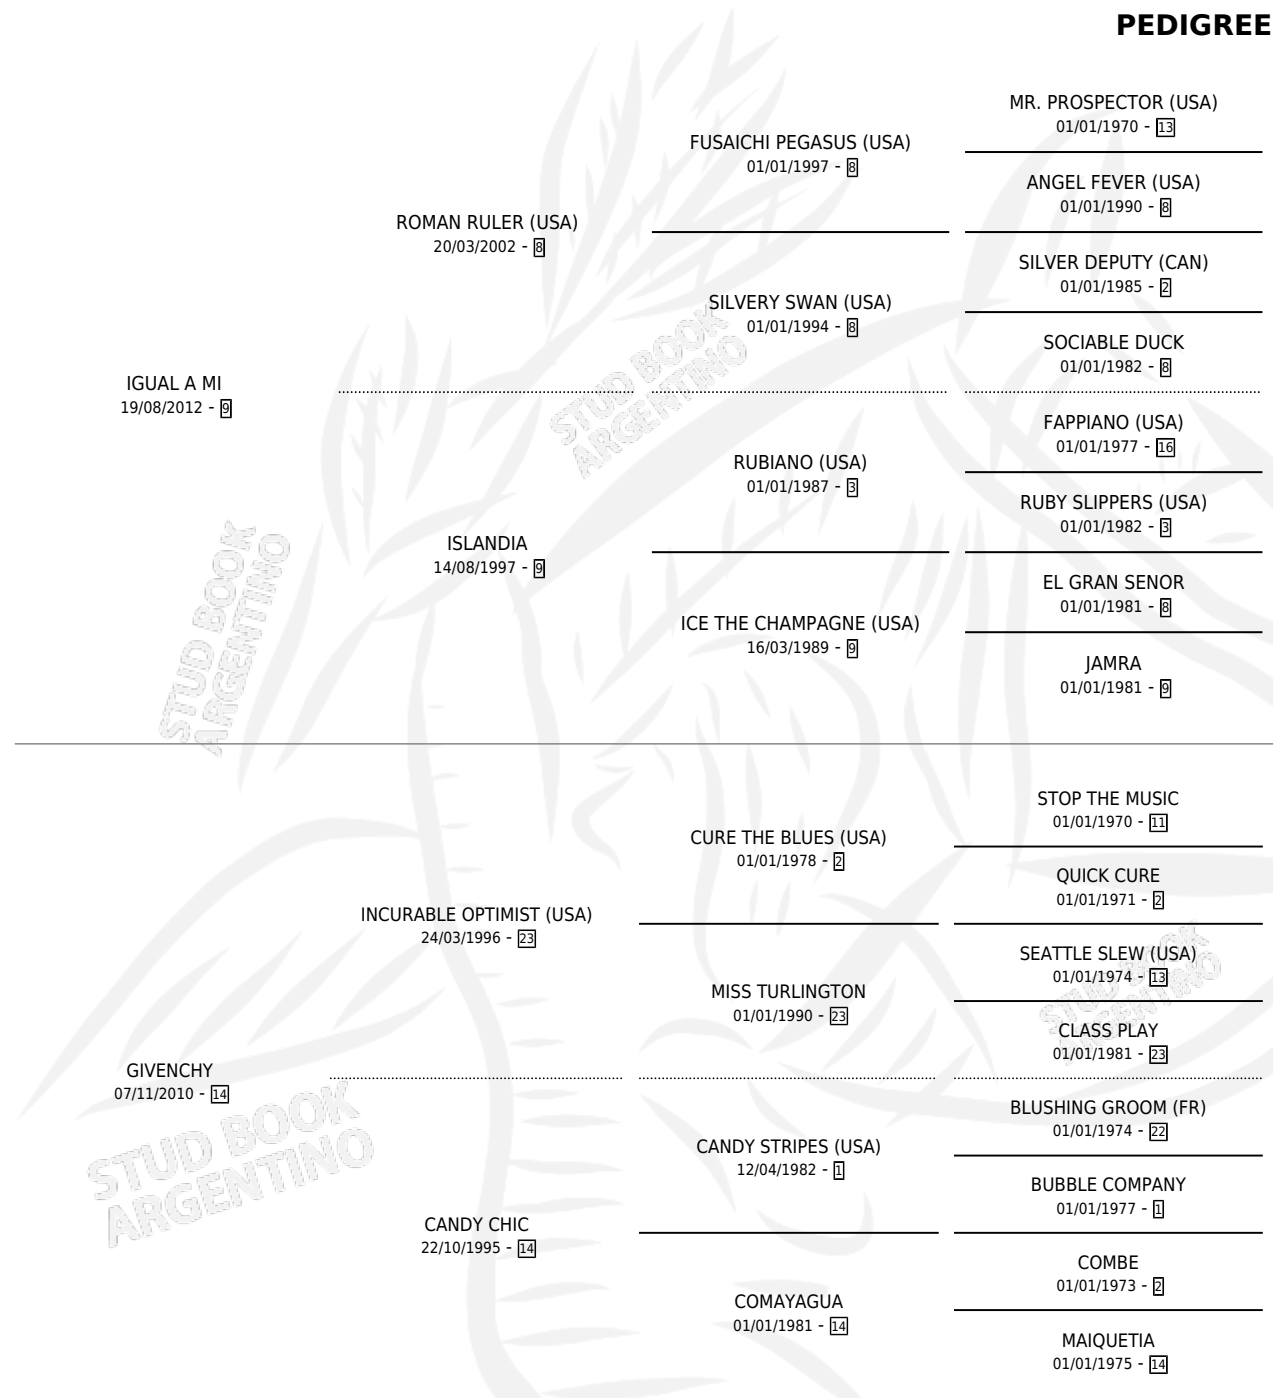 PEDIGREE
MR. PROSPECTOR (USA)
01/01/1970 - 13
FUSAICHI PEGASUS (USA)
01/01/1997 - 8
ANGEL FEVER (USA)
01/01/1990 - 8
ROMAN RULER (USA)
20/03/2002 - 8
SILVER DEPUTY (CAN)
01/01/1985 - 2
SILVERY SWAN (USA)
01/01/1994 - 8
SOCIABLE DUCK
01/01/1982 - 8
IGUAL A MI
19/08/2012 - 9
FAPPIANO (USA)
01/01/1977 - 16
RUBIANO (USA)
01/01/1987 - 3
RUBY SLIPPERS (USA)
01/01/1982 - 3
ISLANDIA
14/08/1997 - 9
EL GRAN SENOR
01/01/1981 - 8
ICE THE CHAMPAGNE (USA)
16/03/1989 - 9
JAMRA
01/01/1981 - 9
STOP THE MUSIC
01/01/1970 - 11
CURE THE BLUES (USA)
01/01/1978 - 2
QUICK CURE
01/01/1971 - 2
INCURABLE OPTIMIST (USA)
24/03/1996 - 23
SEATTLE SLEW (USA)
01/01/1974 - 13
MISS TURLINGTON
01/01/1990 - 23
CLASS PLAY
01/01/1981 - 23
GIVENCHY
07/11/2010 - 14
BLUSHING GROOM (FR)
01/01/1974 - 22
CANDY STRIPES (USA)
12/04/1982 - 1
BUBBLE COMPANY
01/01/1977 - 1
CANDY CHIC
22/10/1995 - 14
COMBE
01/01/1973 - 2
COMAYAGUA
01/01/1981 - 14
MAIQUETIA
01/01/1975 - 14
STUD BOOK
ARGENTINO
STUD BOOK
ARGENTINO
STUD BOOK
ARGENTINO
STUD BOOK
ARGENTINO